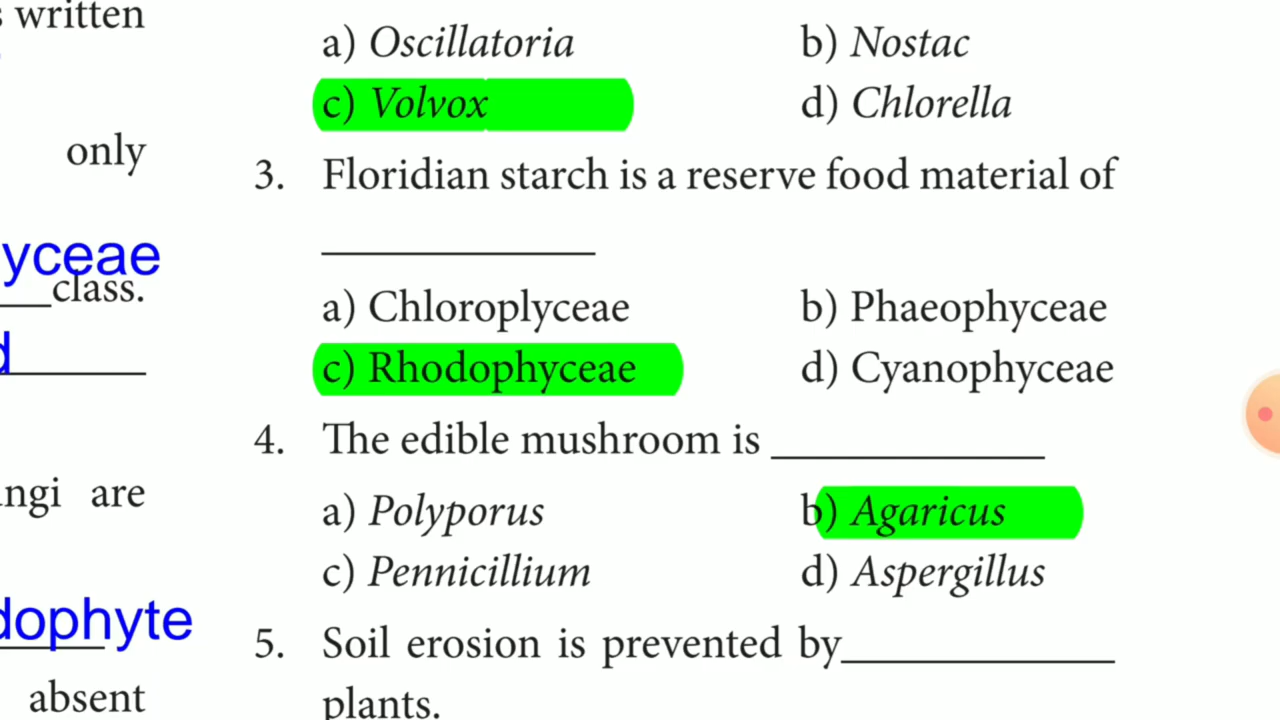 written
only
yceae
class.
d
ngi are
dophyte
absent
a) Oscillatoria b) Nostac
c) Volvox d) Chlorella
3. Floridian starch is a reserve food material of
a) Chloroplyceae b) Phaeophyceae
c) Rhodophyceae d) Cyanophyceae
4. The edible mushroom is
a) Polyporus b) Agaricus
c) Pennicillium d) Aspergillus
5. Soil erosion is prevented by
plants.